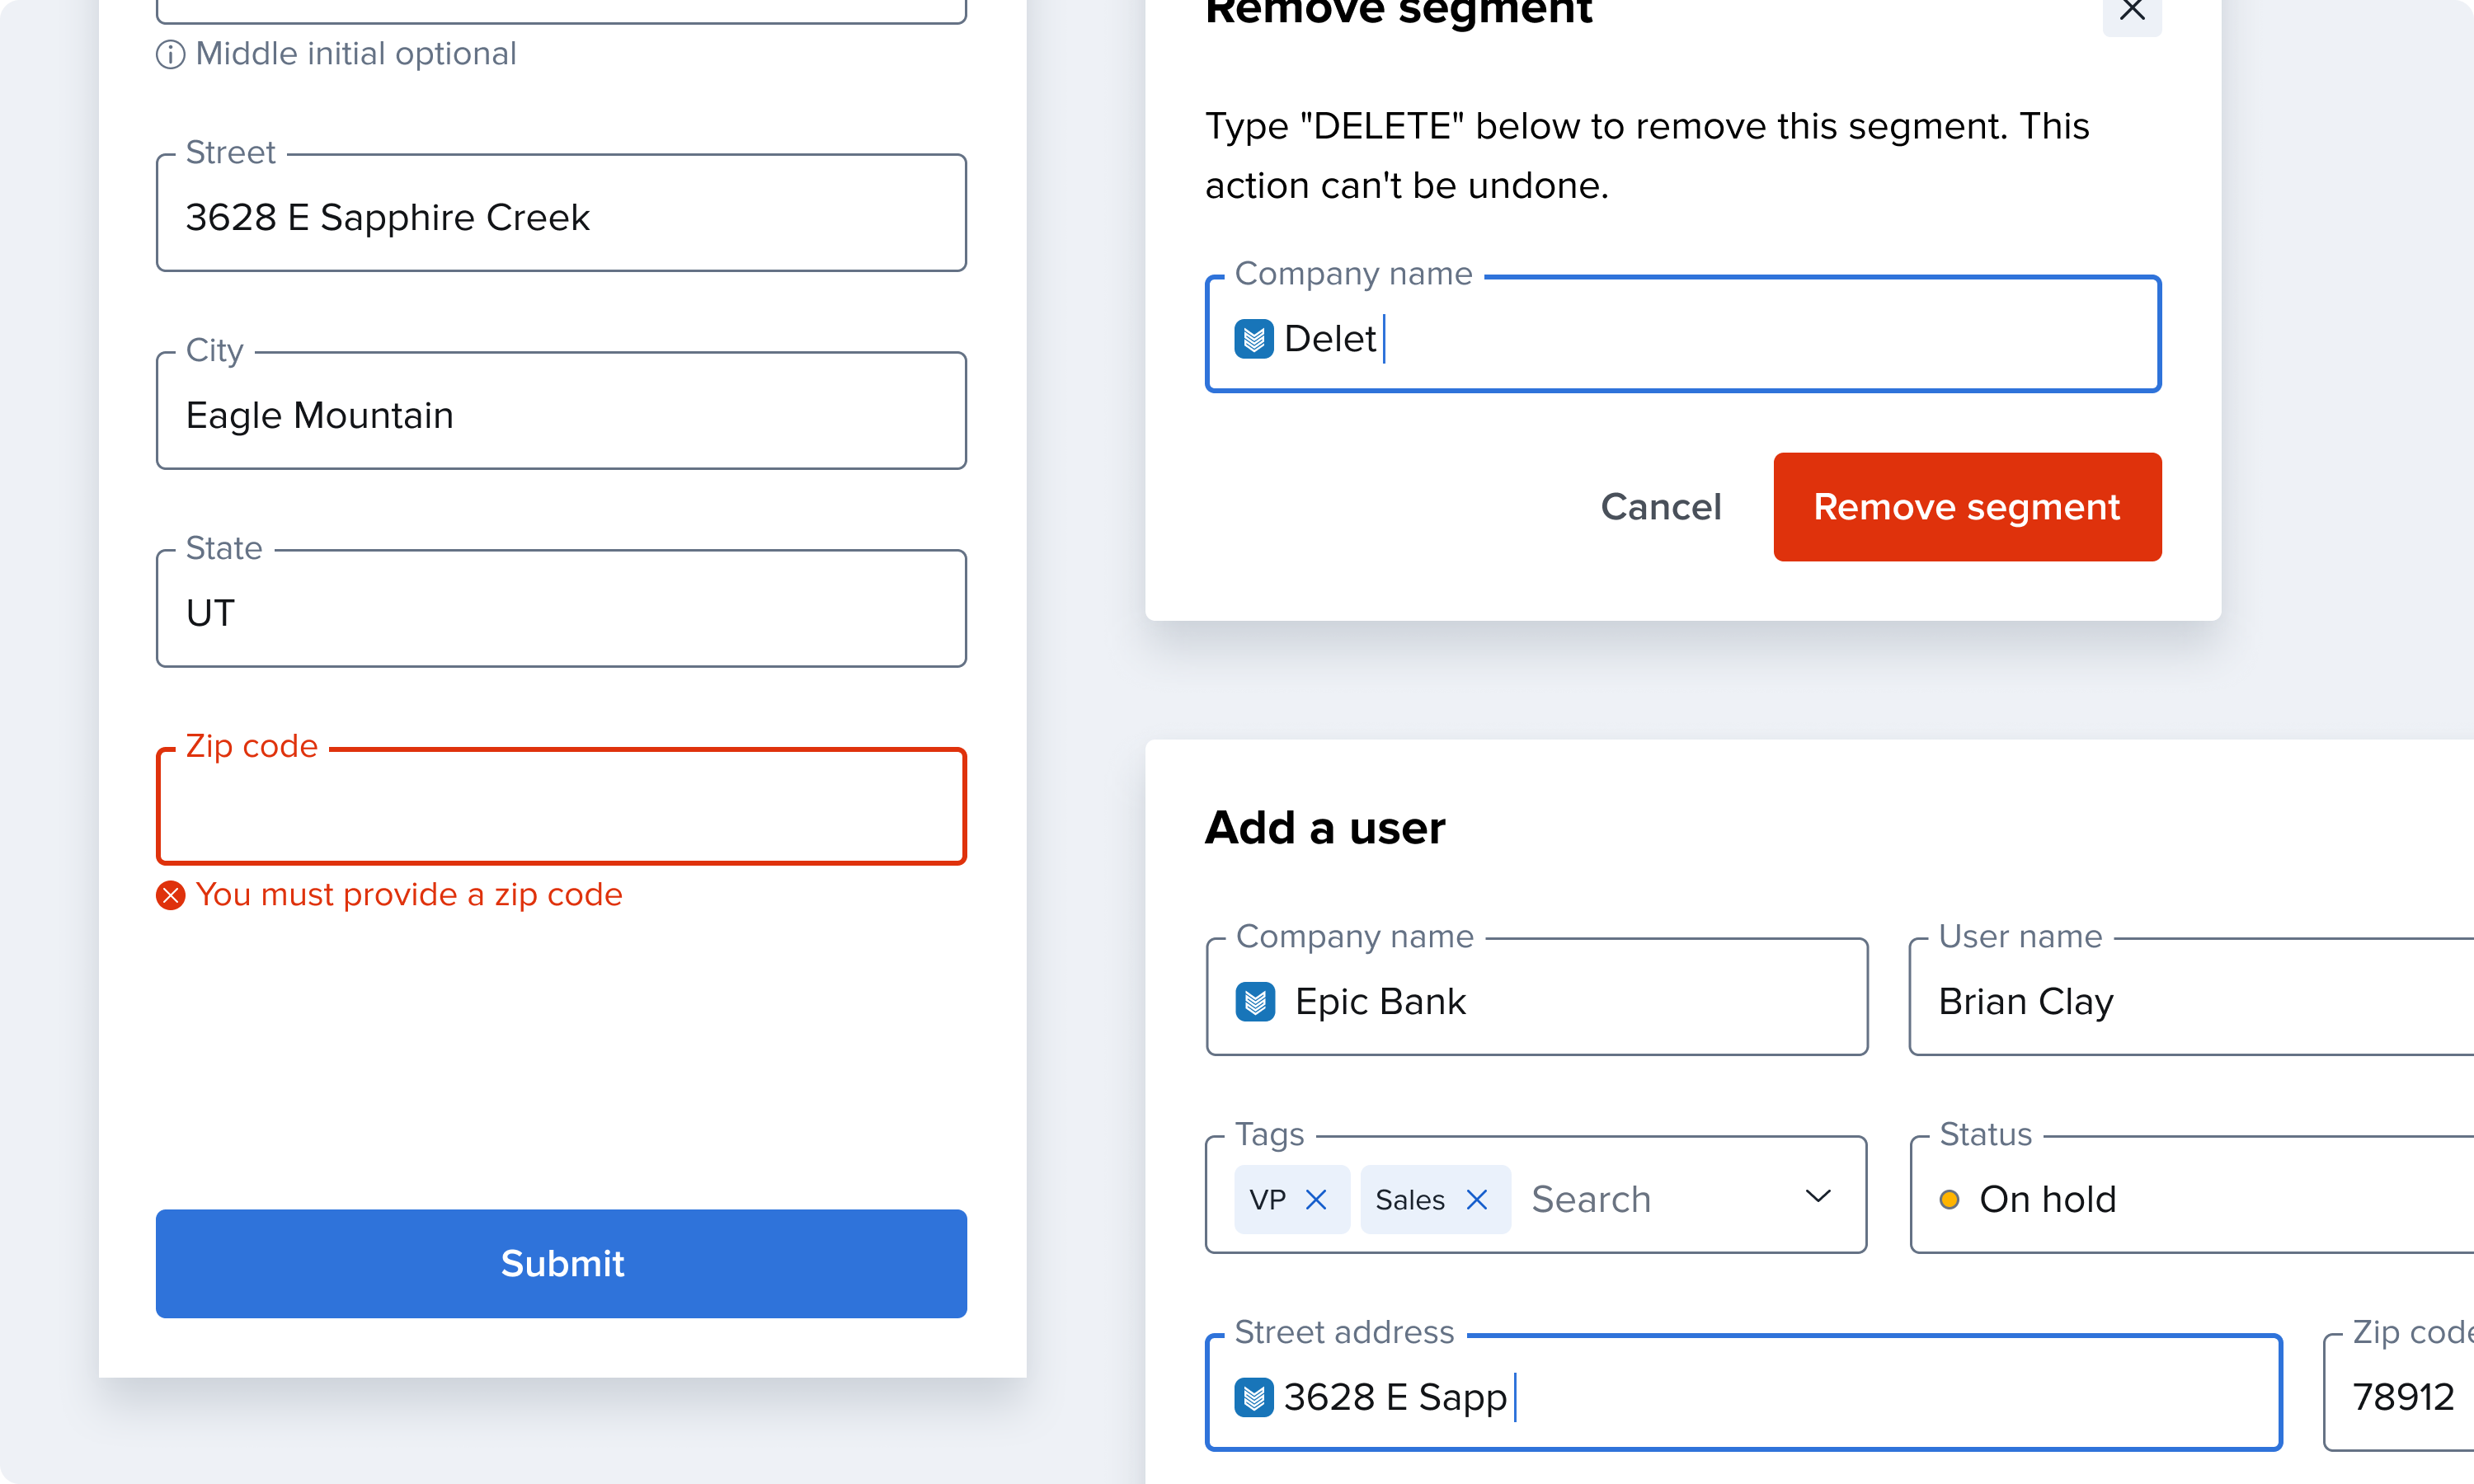 Middle initial optional
Street
3628 E Sapphire Creek
City
Eagle Mountain
State
UT
Zip code
You must provide a zip code
Submit
Remove segment
Type "DELETE" below to remove this segment. This
action can't be undone.
Company name
Delet
Cancel
Remove segment
Add a user
Company name
Epic Bank
User name
Brian Clay
Tags
VP
Sales
Search
Status
On hold
Street address
3628 E Sapp
Zip code
78912